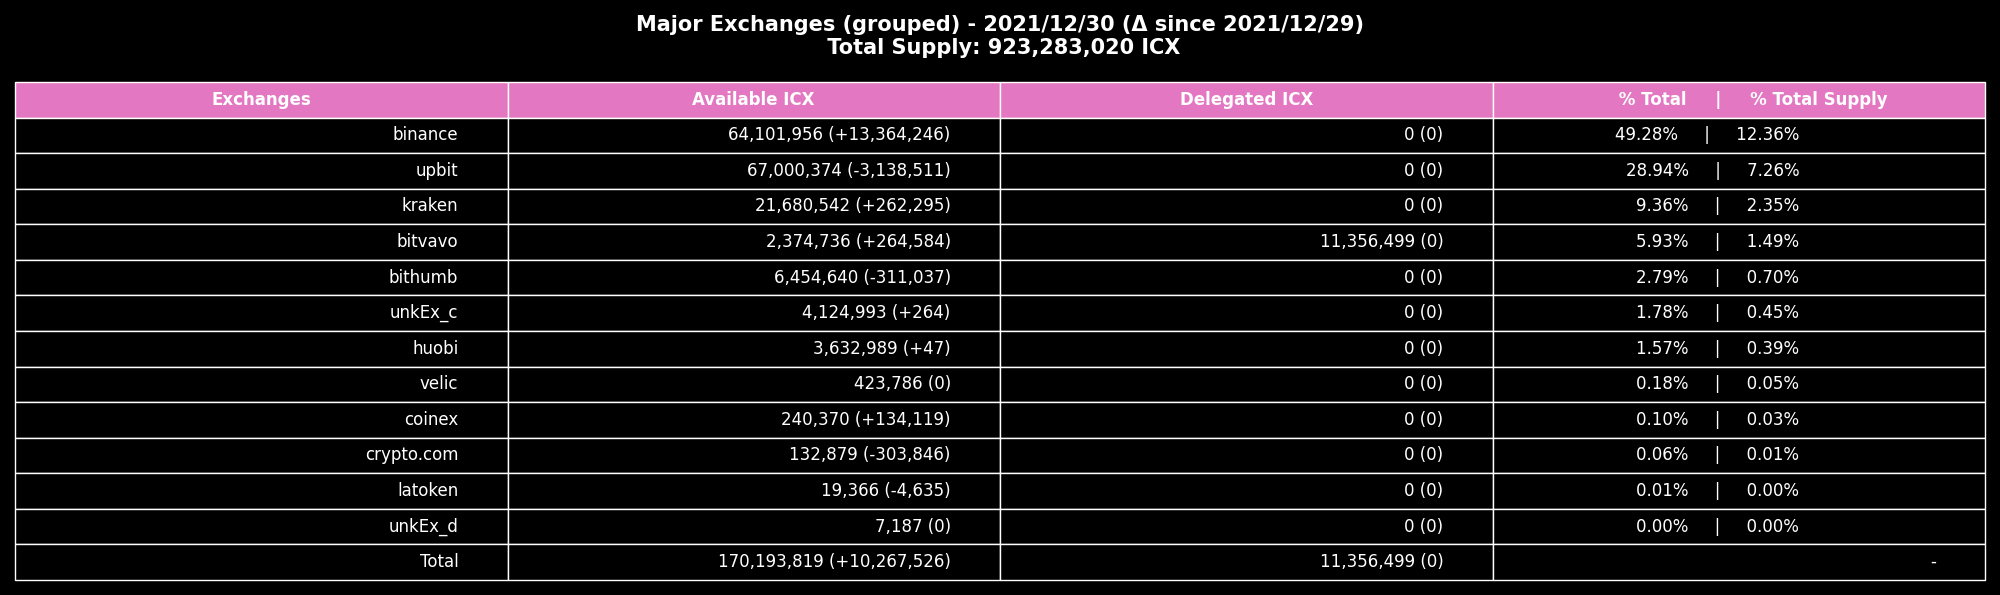 Major Exchanges (grouped) - 2021/12/30 (Δ since 2021/12/29)
Total Supply: 923,283,020 ICX
Exchanges Available ICX Delegated ICX % Total | % Total Supply
binance 64,101,956 (+13,364,246) 0 (0) 49.28% | 12.36%
upbit 67,000,374 (-3,138,511) 0 (0) 28.94% | 7.26%
kraken 21,680,542 (+262,295) 0 (0) 9.36% | 2.35%
bitvavo 2,374,736 (+264,584) 11,356,499 (0) 5.93% | 1.49%
bithumb 6,454,640 (-311,037) 0 (0) 2.79% | 0.70%
unkEx_c 4,124,993 (+264) 0 (0) 1.78% | 0.45%
huobi 3,632,989 (+47) 0 (0) 1.57% | 0.39%
velic 423,786 (0) 0 (0) 0.18% | 0.05%
coinex 240,370 (+134,119) 0 (0) 0.10% | 0.03%
crypto.com 132,879 (-303,846) 0 (0) 0.06% | 0.01%
latoken 19,366 (-4,635) 0 (0) 0.01% | 0.00%
unkEx_d 7,187 (0) 0 (0) 0.00% | 0.00%
Total 170,193,819 (+10,267,526) 11,356,499 (0) -